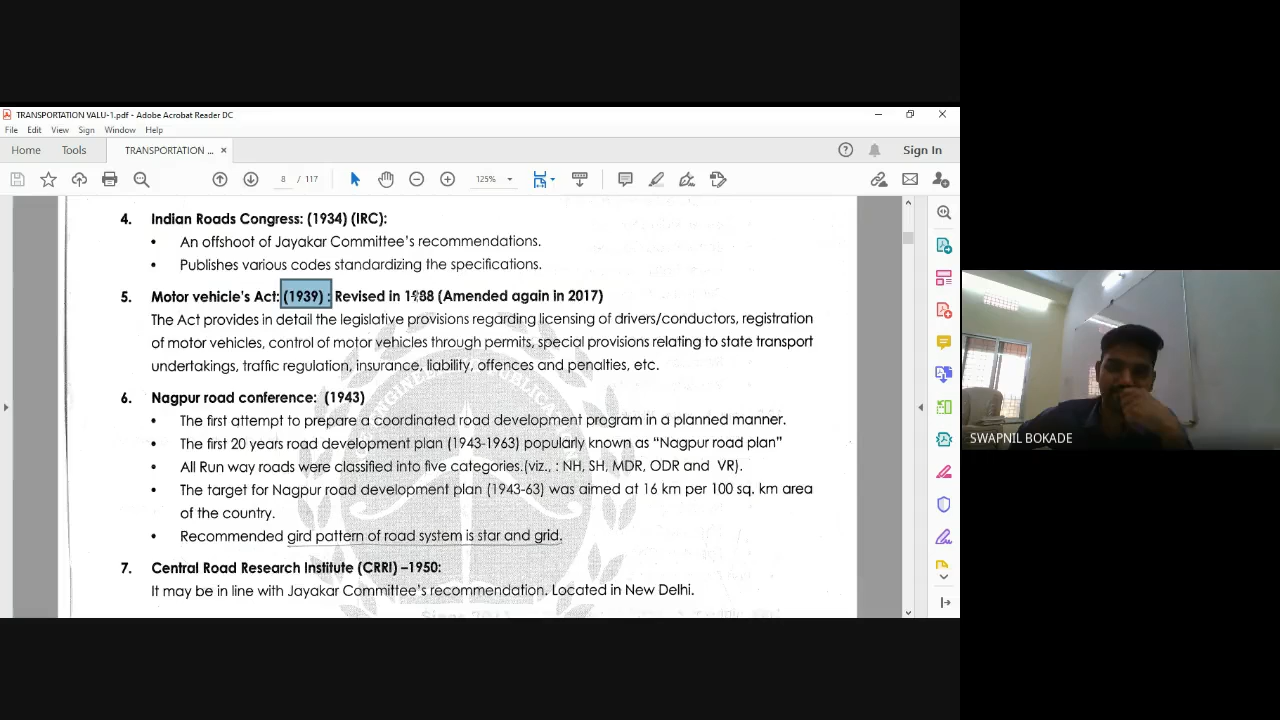 TRANSPORTATION VALU-1.pdf - Adobe Acrobat Reader DC
File Edit View Sign Window Help
Home Tools TRANSPORTATION ... × Sign In
8 / 117 125%
4. Indian Roads Congress: (1934) (IRC):
• An offshoot of Jayakar Committee's recommendations.
• Publishes various codes standardizing the specifications.
5. Motor vehicle's Act: (1939) : Revised in 1988 (Amended again in 2017)
The Act provides in detail the legislative provisions regarding licensing of drivers/conductors, registration
of motor vehicles, control of motor vehicles through permits, special provisions relating to state transport
undertakings, traffic regulation, insurance, liability, offences and penalties, etc.
6. Nagpur road conference: (1943)
• The first attempt to prepare a coordinated road development program in a planned manner.
• The first 20 years road development plan (1943-1963) popularly known as "Nagpur road plan"
• All Run way roads were classified into five categories.(viz., : NH, SH, MDR, ODR and VR).
• The target for Nagpur road development plan (1943-63) was aimed at 16 km per 100 sq. km area
of the country.
• Recommended gird pattern of road system is star and grid.
7. Central Road Research Institute (CRRI) –1950:
It may be in line with Jayakar Committee's recommendation. Located in New Delhi.
SWAPNIL BOKADE